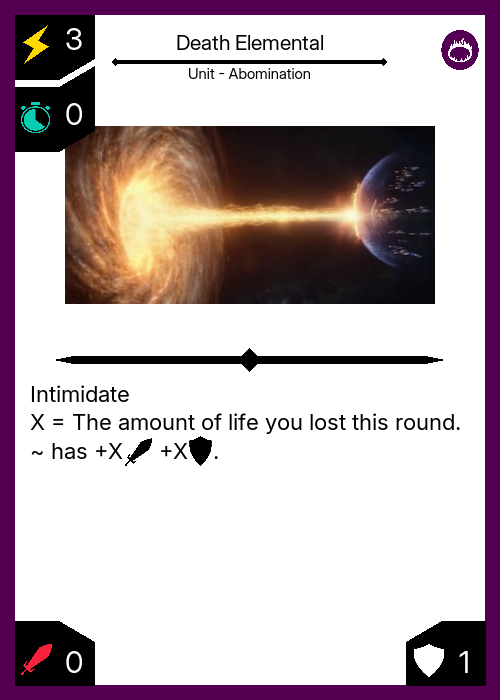 3
Death Elemental
Unit - Abomination
0
Intimidate
X = The amount of life you lost this round.
~ has +X +X.
0
1